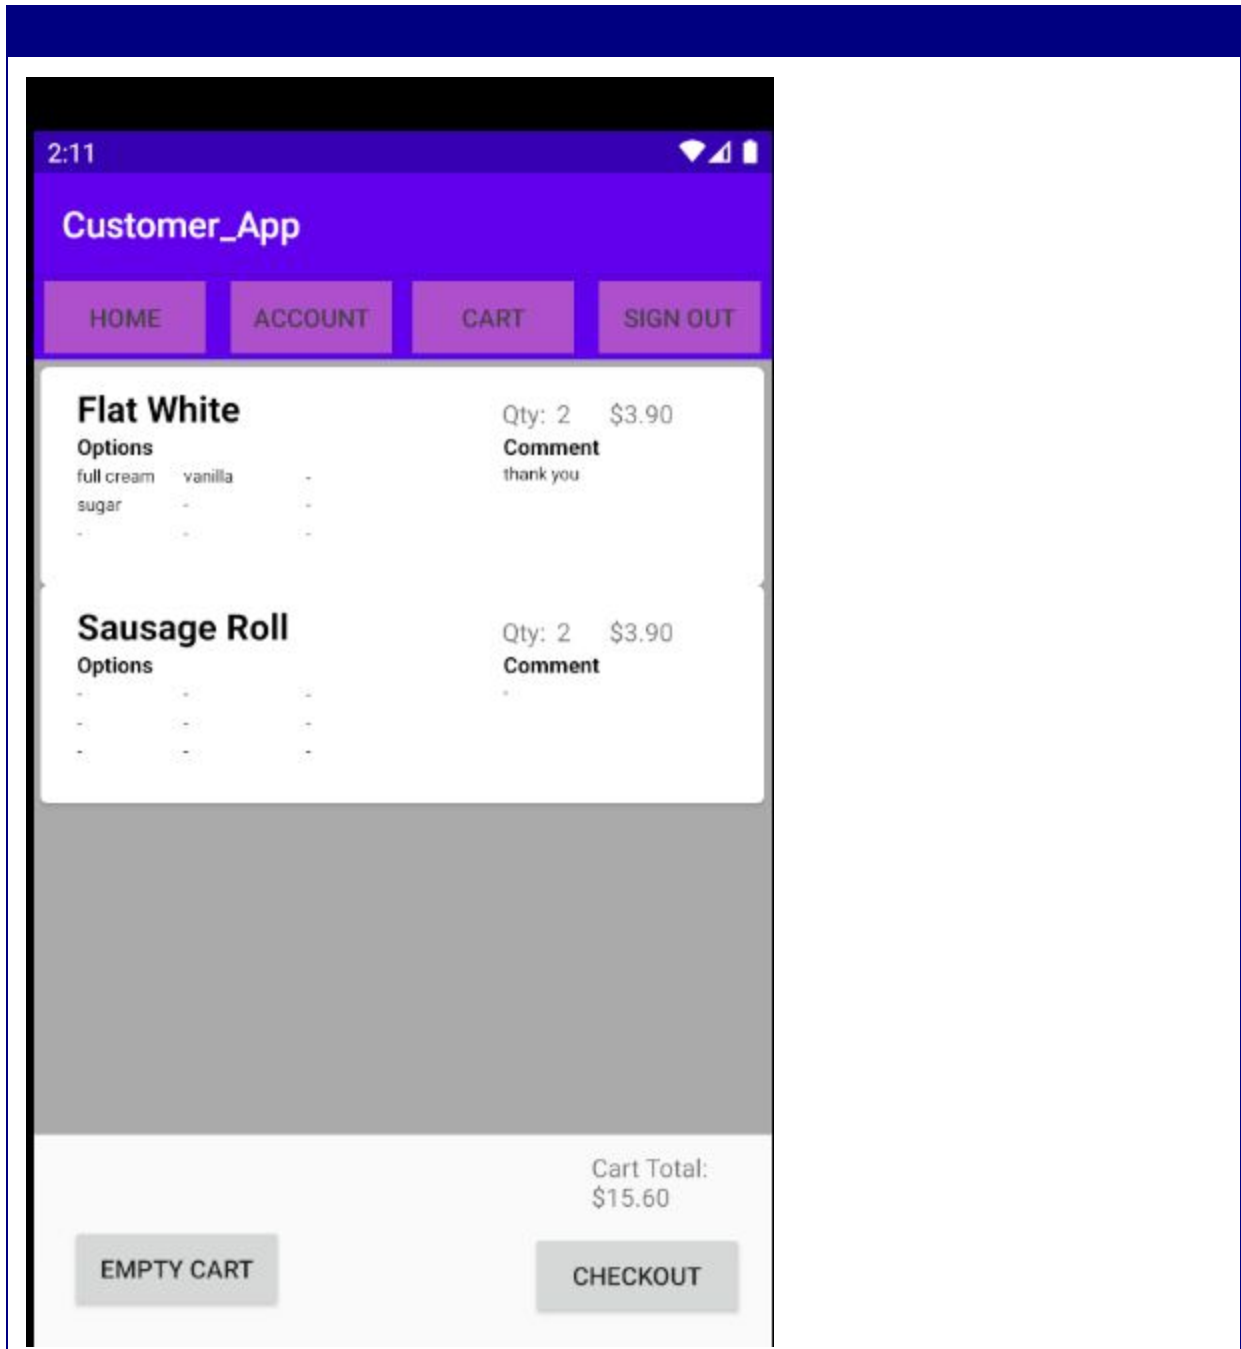 2:11
Customer_App
HOME ACCOUNT CART SIGN OUT
Flat White Qty: 2 $3.90
Options Comment
full cream vanilla - thank you
sugar - -
- - -
Sausage Roll Qty: 2 $3.90
Options Comment
- - - -
- - -
- - -
Cart Total:
$15.60
EMPTY CART CHECKOUT